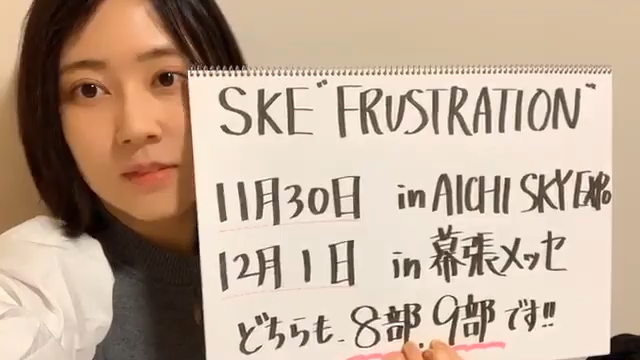 SKE "FRUSTRATION"
11月30日 in AICHI SKY EXPO
12月1日 in 幕張メッセ
どちらも、8部、9部です!!